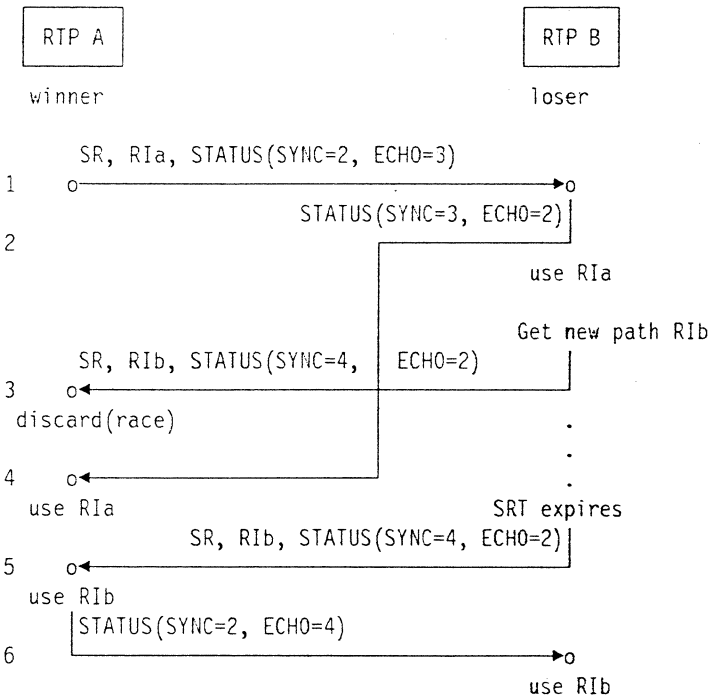 RTP A RTP B
winner loser
SR, RIa, STATUS(SYNC=2, ECHO=3)
1
STATUS(SYNC=3, ECHO=2)
2
use RIa
Get new path RIb
SR, RIb, STATUS(SYNC=4, ECHO=2)
3
discard(race)
4
use RIa SRT expires
SR, RIb, STATUS(SYNC=4, ECHO=2)
5
use RIb
STATUS(SYNC=2, ECHO=4)
6
use RIb